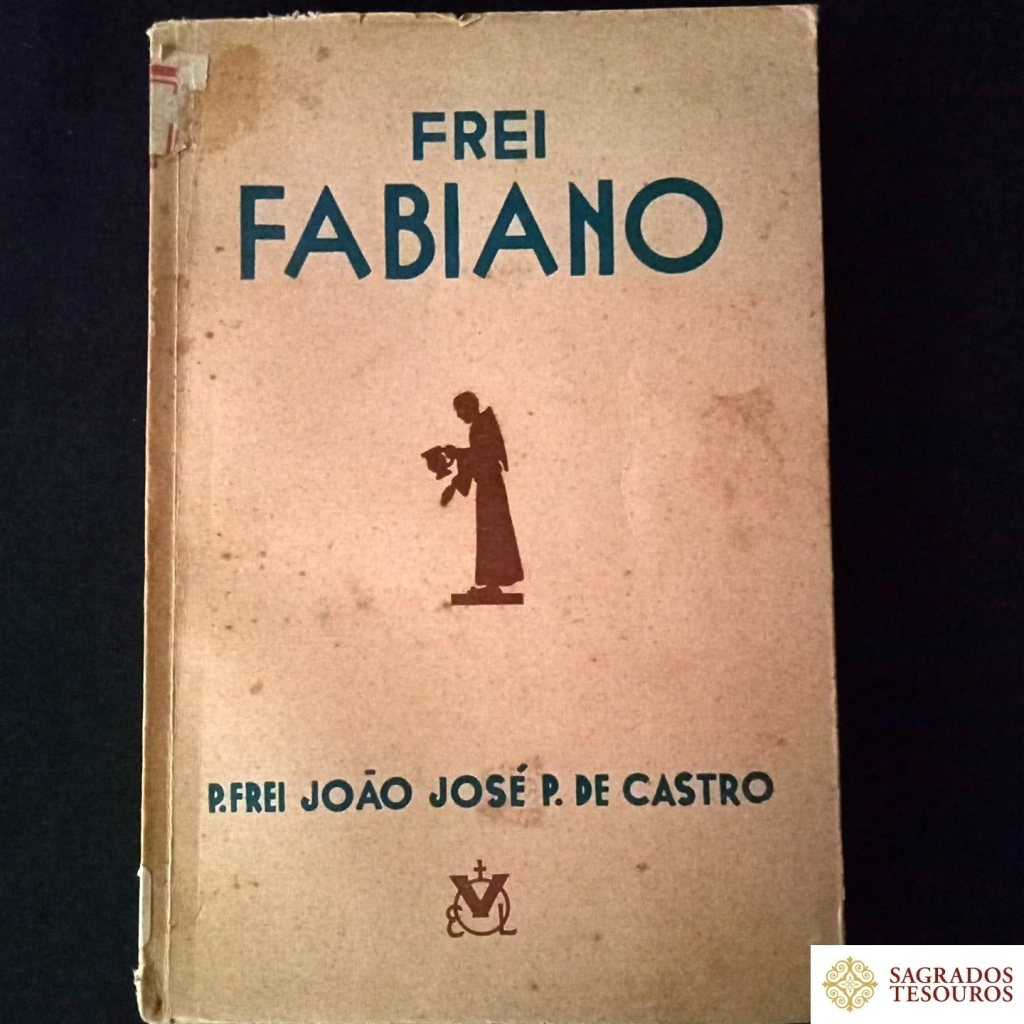 FREI
FABIANO
P. FREI JOÃO JOSÉ P. DE CASTRO
V
E L
SAGRADOS
TESOUROS